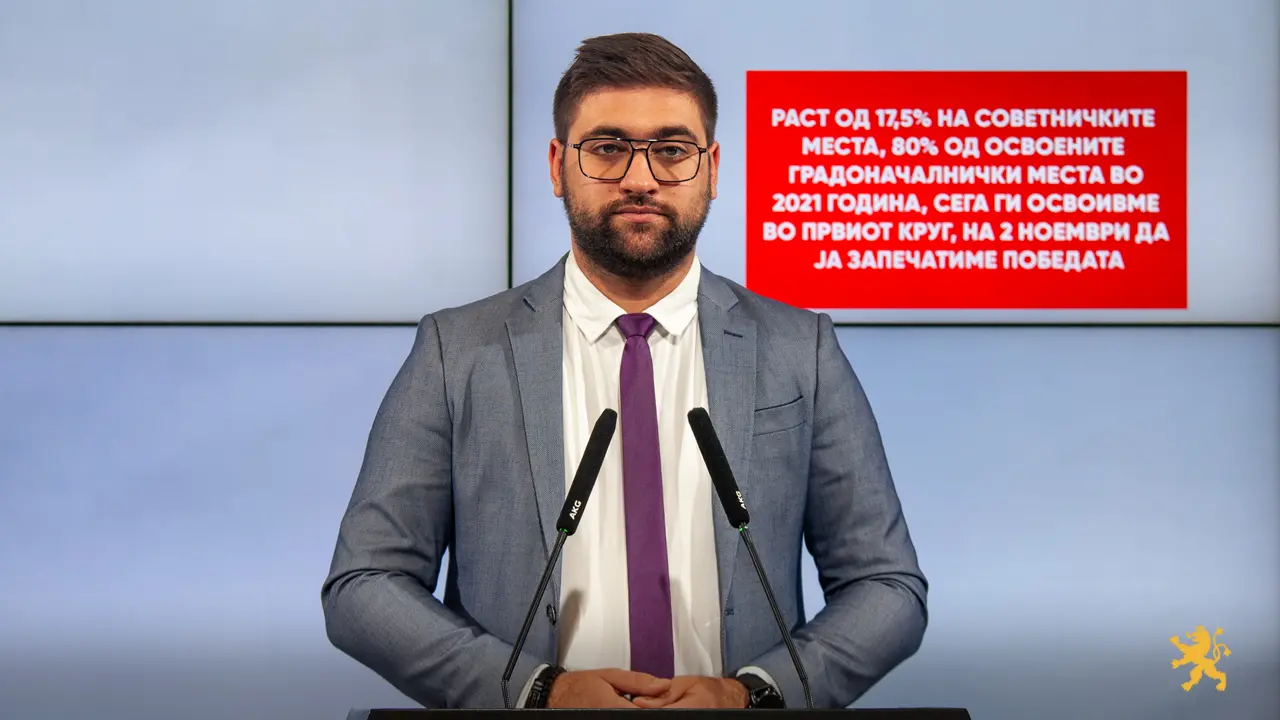 РАСТ ОД 17,5% НА СОВЕТНИЧКИТЕ
МЕСТА, 80% ОД ОСВОЕНИТЕ
ГРАДОНАЧАЛНИЧКИ МЕСТА ВО
2021 ГОДИНА, СЕГА ГИ ОСВОИВМЕ
ВО ПРВИОТ КРУГ, НА 2 НОЕМВРИ ДА
ЈА ЗАПЕЧАТИМЕ ПОБЕДАТА
AKG
AKG